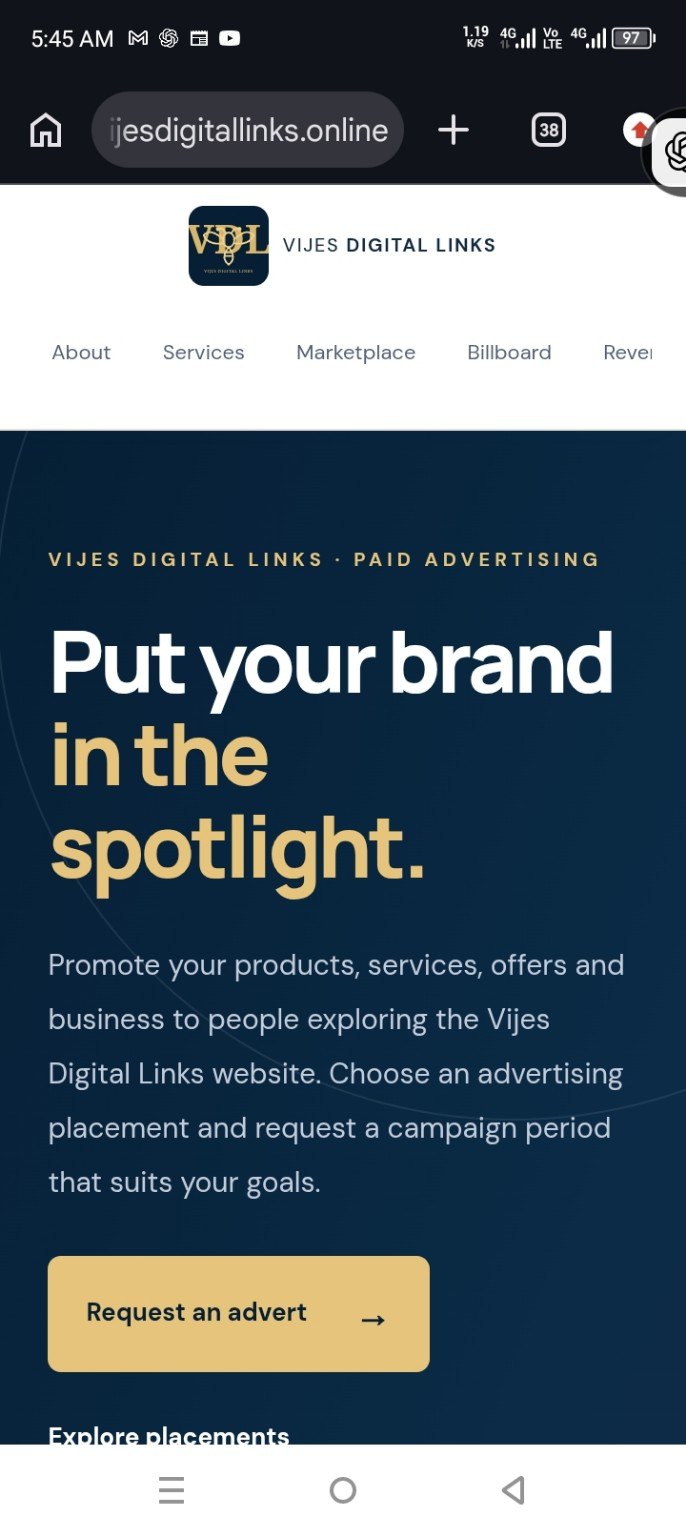 5:45 AM
1.19 K/S 4G Vo LTE 4G 97
ijesdigitallinks.online
38
VDL
VIJES DIGITAL LINKS
VIJES DIGITAL LINKS
About Services Marketplace Billboard Rever
VIJES DIGITAL LINKS · PAID ADVERTISING
Put your brand
in the
spotlight.
Promote your products, services, offers and
business to people exploring the Vijes
Digital Links website. Choose an advertising
placement and request a campaign period
that suits your goals.
Request an advert →
Explore placements